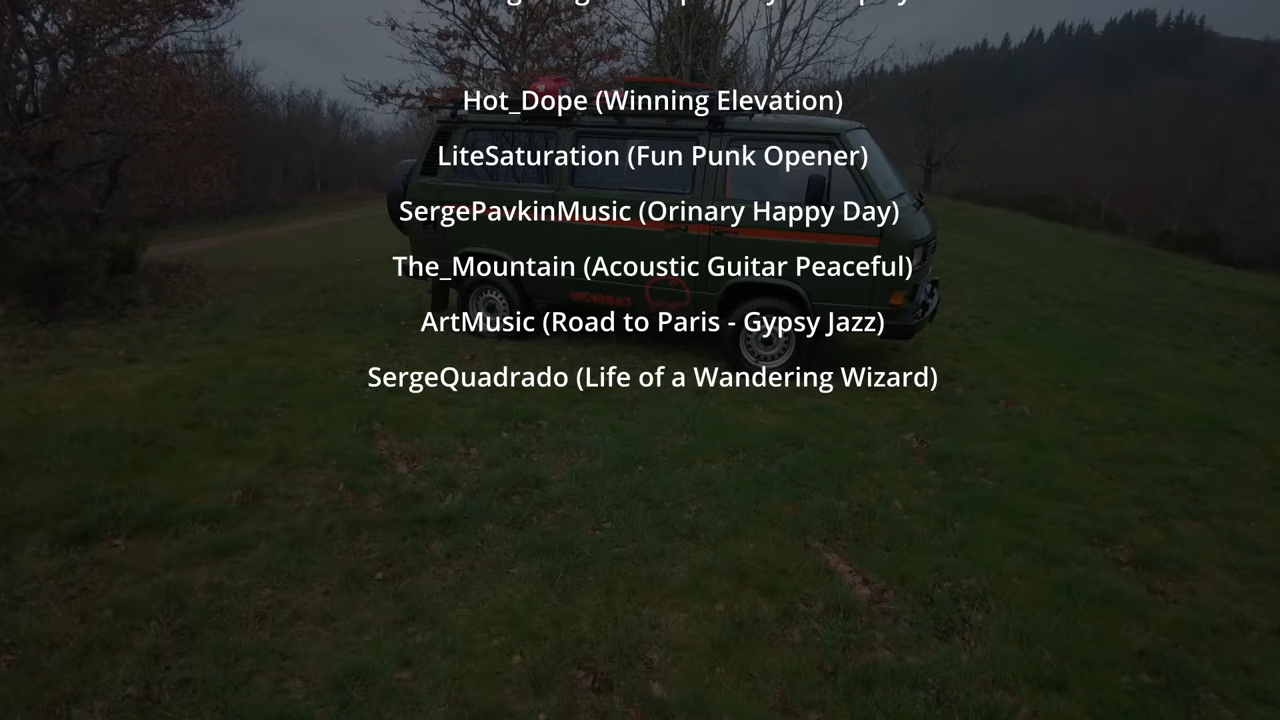 Hot_Dope (Winning Elevation)
LiteSaturation (Fun Punk Opener)
SergePavkinMusic (Orinary Happy Day)
The_Mountain (Acoustic Guitar Peaceful)
WOMBAT
ArtMusic (Road to Paris - Gypsy Jazz)
SergeQuadrado (Life of a Wandering Wizard)